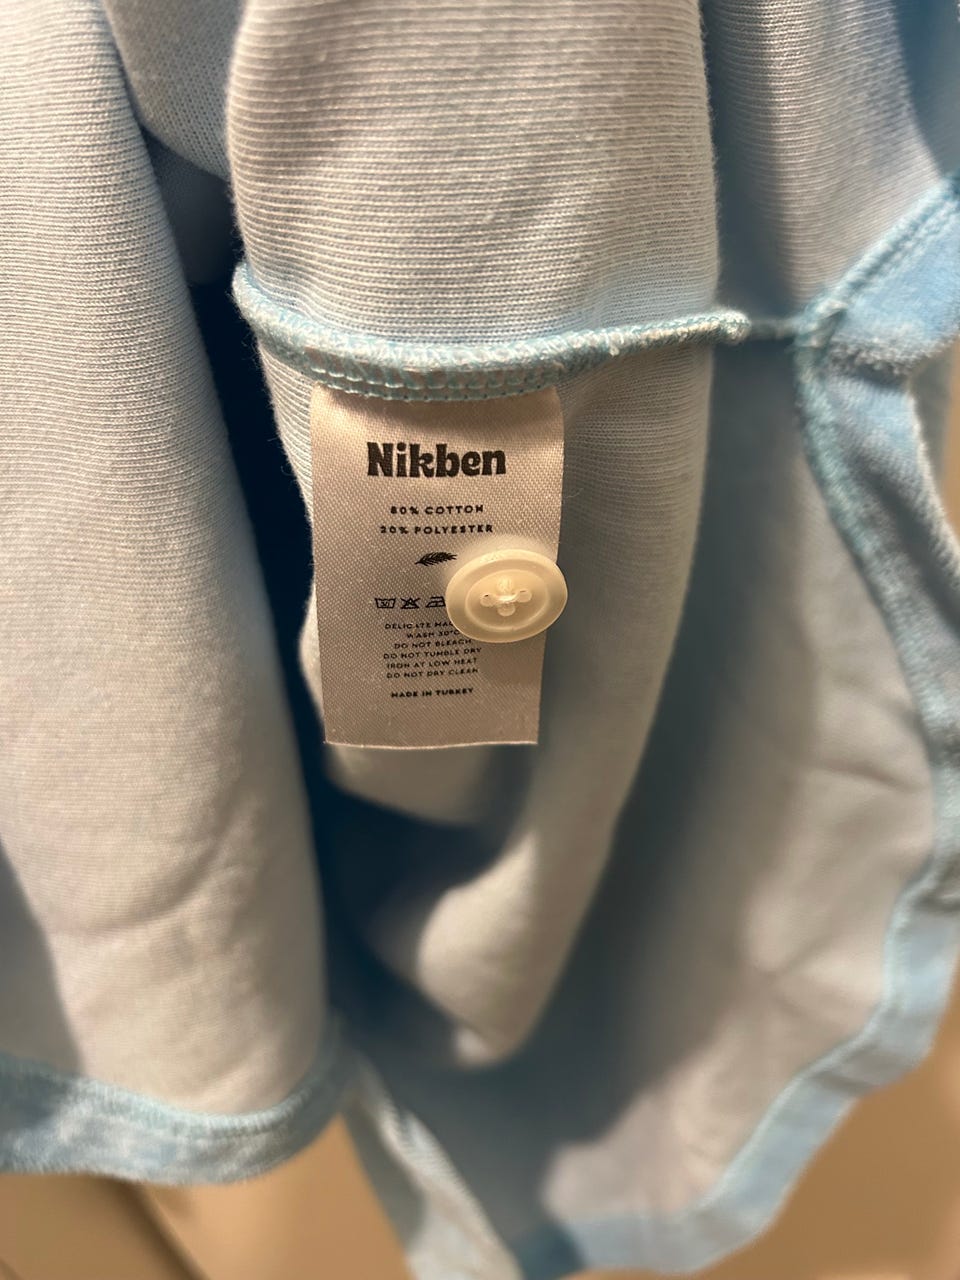 Nikben
80% COTTON
20% POLYESTER
30
DELICATE
WASH 30°C
DO NOT BLEACH
DO NOT TUMBLE DRY
IRON AT LOW HEAT
DO NOT DRY CLEAN
MADE IN TURKEY